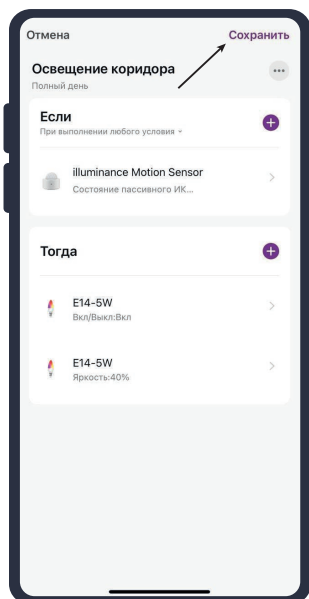 Отмена
Сохранить
Освещение коридора
Полный день
Если
При выполнении любого условия
illuminance Motion Sensor
Состояние пассивного ИК...
Тогда
E14-5W
Вкл/Выкл:Вкл
E14-5W
Яркость:40%